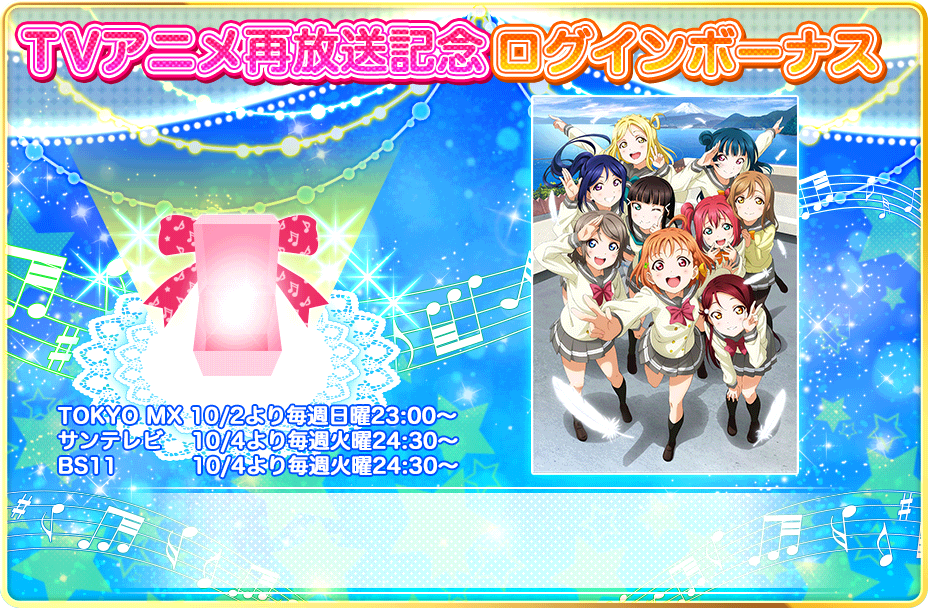 TVアニメ再放送記念 ログインボーナス
TOKYO MX 10/2より毎週日曜23:00～
サンテレビ 10/4より毎週火曜24:30～
BS11 10/4より毎週火曜24:30～